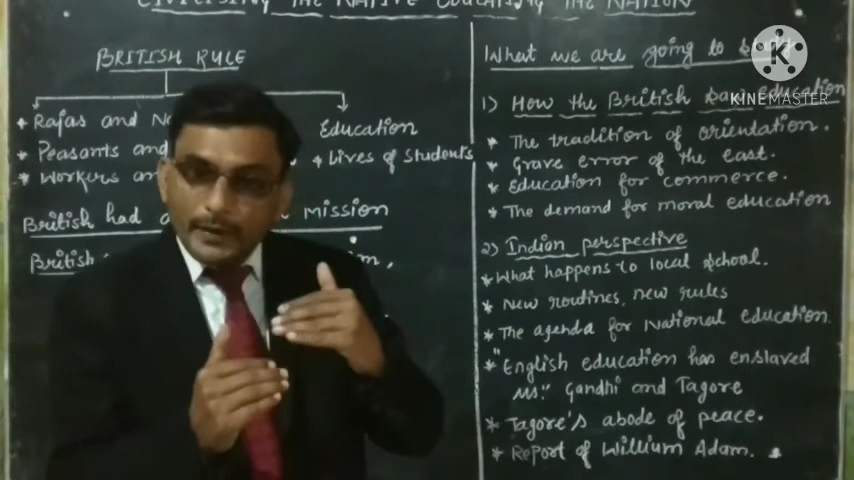 CIVILISING THE NATIVE EDUCATING THE NATION
BRITISH RULE
* Rajas and
* Peasants and
* Workers
Education
* Lives of Students
British had MISSION
British
What we are going to
1) How the British education
* The tradition of orientation.
* Grave error of the east.
* Education for commerce.
* The demand for moral education
2) Indian perspective
* What happens to local school.
* New routines, new rules
* The agenda for National education.
* "English education has enslaved
us." Gandhi and Tagore
* Tagore's abode of peace.
* Report of Willium Adam.
K
KINEMASTER